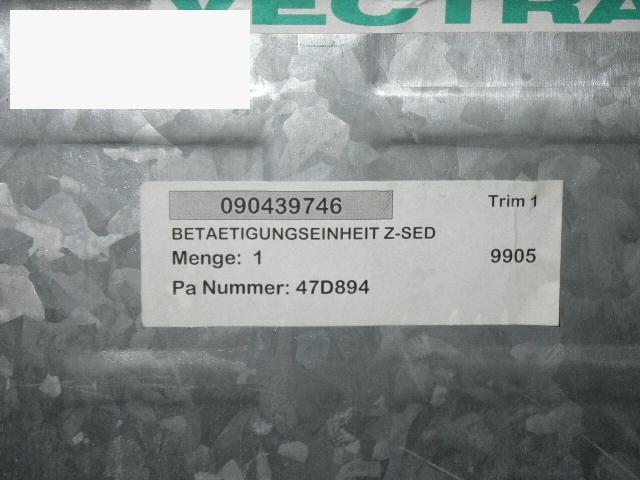 VECTRA
090439746 Trim 1
BETAETIGUNGSEINHEIT Z-SED
Menge: 1 9905
Pa Nummer: 47D894